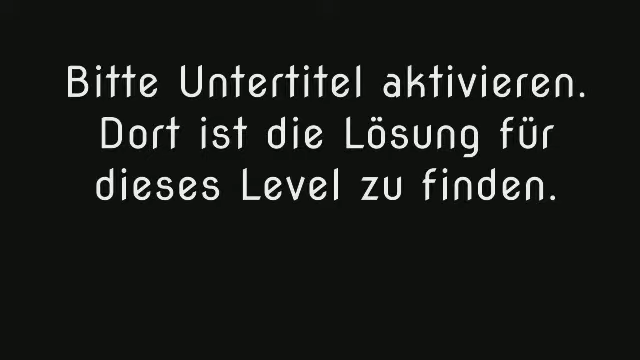 Bitte Untertitel aktivieren.
Dort ist die Lösung für
dieses Level zu finden.